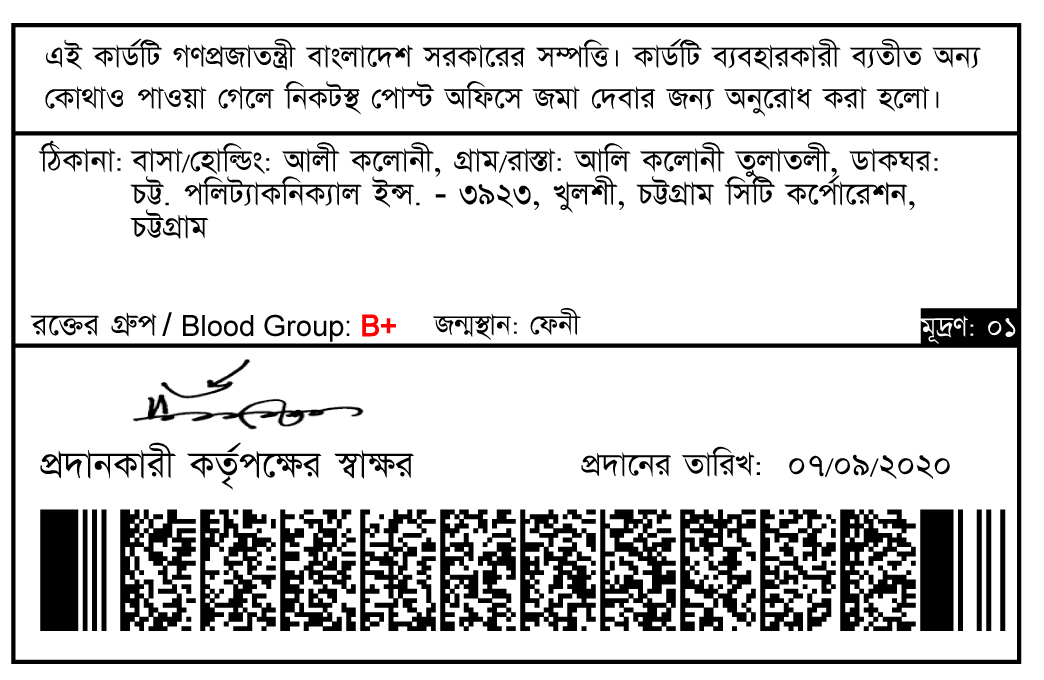 এই কার্ডটি গণপ্রজাতন্ত্রী বাংলাদেশ সরকারের সম্পত্তি। কার্ডটি ব্যবহারকারী ব্যতীত অন্য
কোথাও পাওয়া গেলে নিকটস্থ পোস্ট অফিসে জমা দেবার জন্য অনুরোধ করা হলো।
ঠিকানা: বাসা/হোল্ডিং: আলী কলোনী, গ্রাম/রাস্তা: আলি কলোনী তুলাতলী, ডাকঘর:
চট্ট. পলিট্যাকনিক্যাল ইন্স. - ৩৯২৩, খুলশী, চট্টগ্রাম সিটি কর্পোরেশন,
চট্টগ্রাম
রক্তের গ্রুপ / Blood Group: B+ জন্মস্থান: ফেনী মূদ্রণ: ০১
প্রদানকারী কর্তৃপক্ষের স্বাক্ষর প্রদানের তারিখ: ০৭/০৯/২০২০